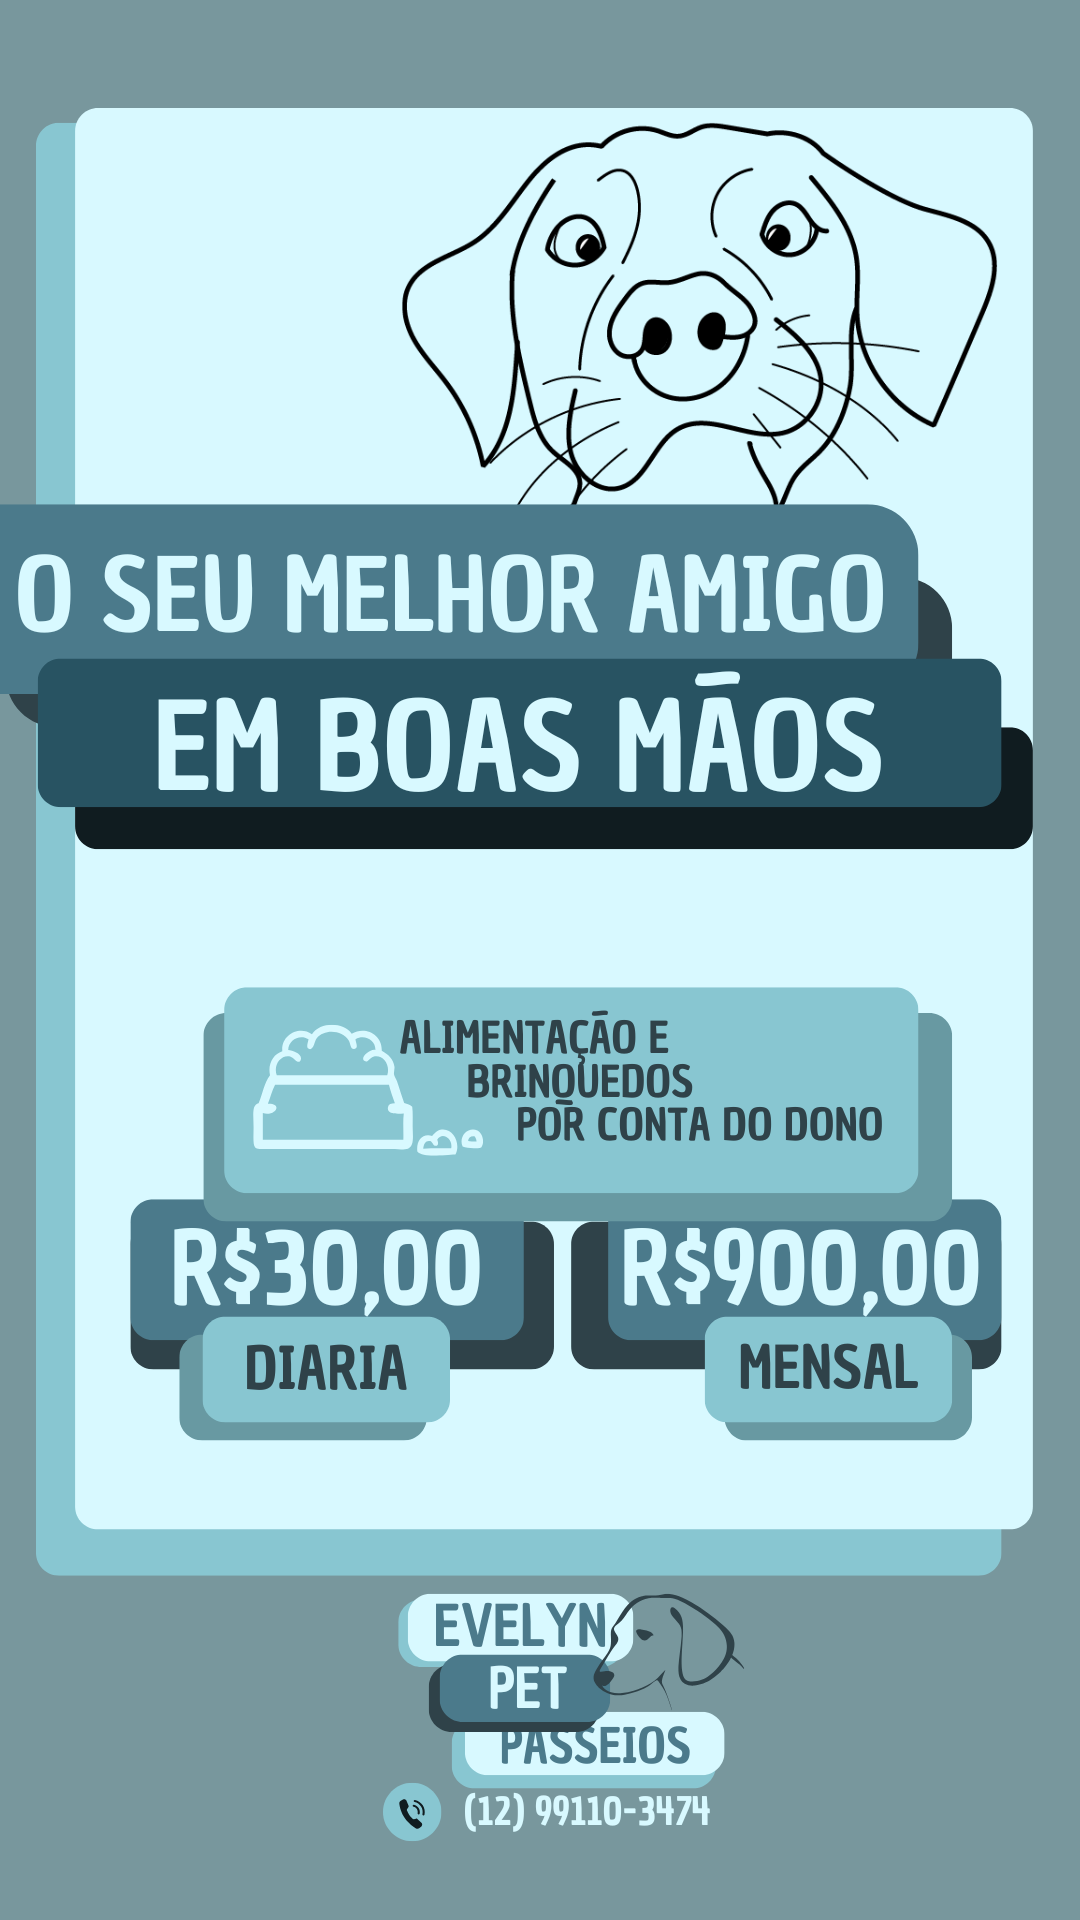 O SEU MELHOR AMIGO
EM BOAS MÃOS
ALIMENTAÇÃO E
BRINQUEDOS
POR CONTA DO DONO
R$30,00
DIARIA
R$900,00
MENSAL
EVELYN
PET
PASSEIOS
(12) 99110-3474